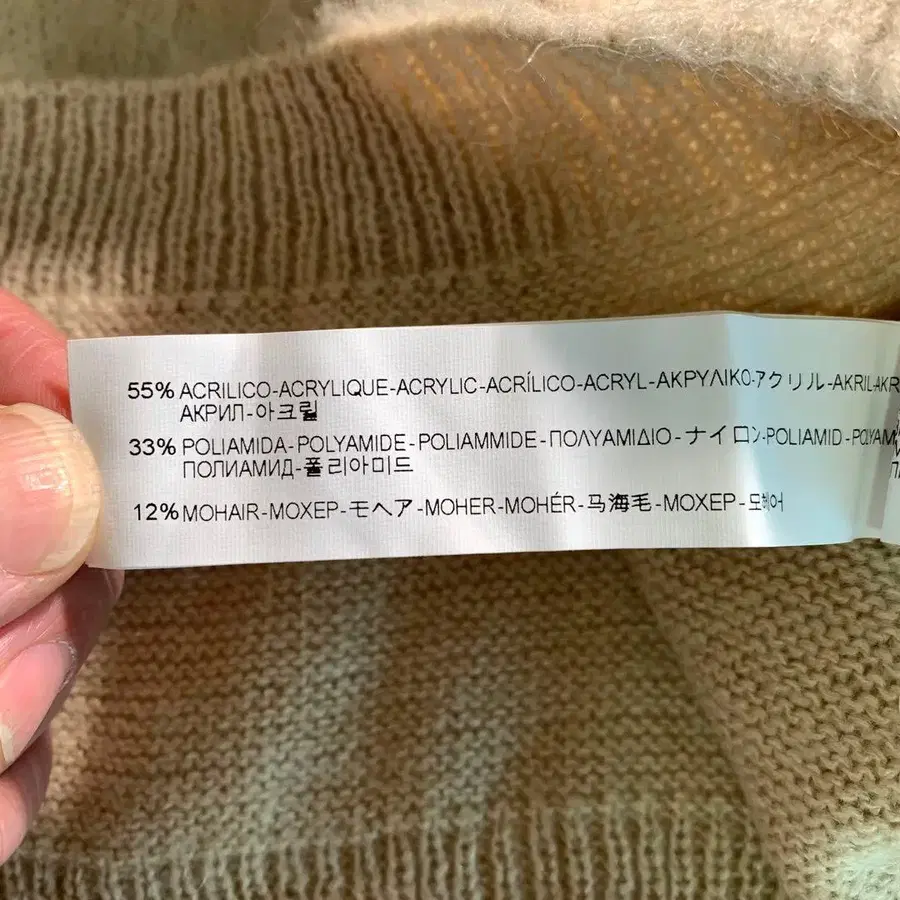 55% ACRILICO-ACRYLIQUE-ACRYLIC-ACRÍLICO-ACRYL-ΑΚΡΥΛΙΚΟ-アクリル-AKRIL-AKR
АКРИЛ-아크릴
33% POLIAMIDA-POLYAMIDE-POLIAMMIDE-ΠΟΛΥΑΜΙΔΙΟ-ナイロン-POLIAMID-POLYAM
ПОЛИАМИД-폴리아미드
12% MOHAIR-ΜΟΧΕΡ-モヘア-MOHER-MOHÉR-马海毛-МОХЕР-모헤어